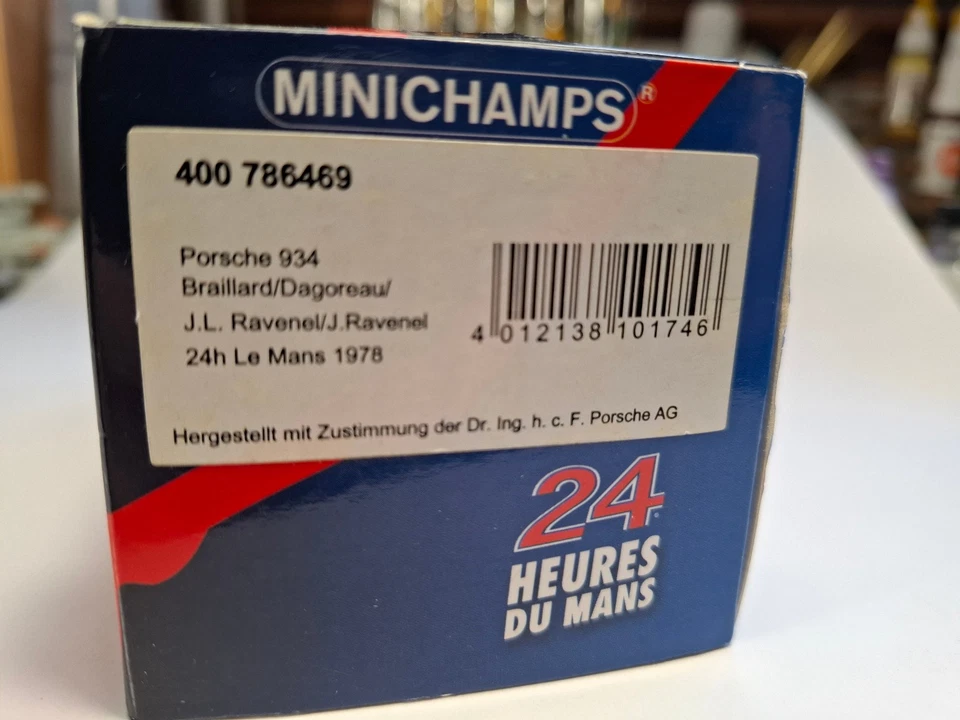 MINICHAMPS®
400 786469
Porsche 934
Braillard/Dagoreau/
J.L. Ravenel/J.Ravenel
24h Le Mans 1978
4 012138 101746
Hergestellt mit Zustimmung der Dr. Ing. h. c. F. Porsche AG
24
HEURES
DU MANS